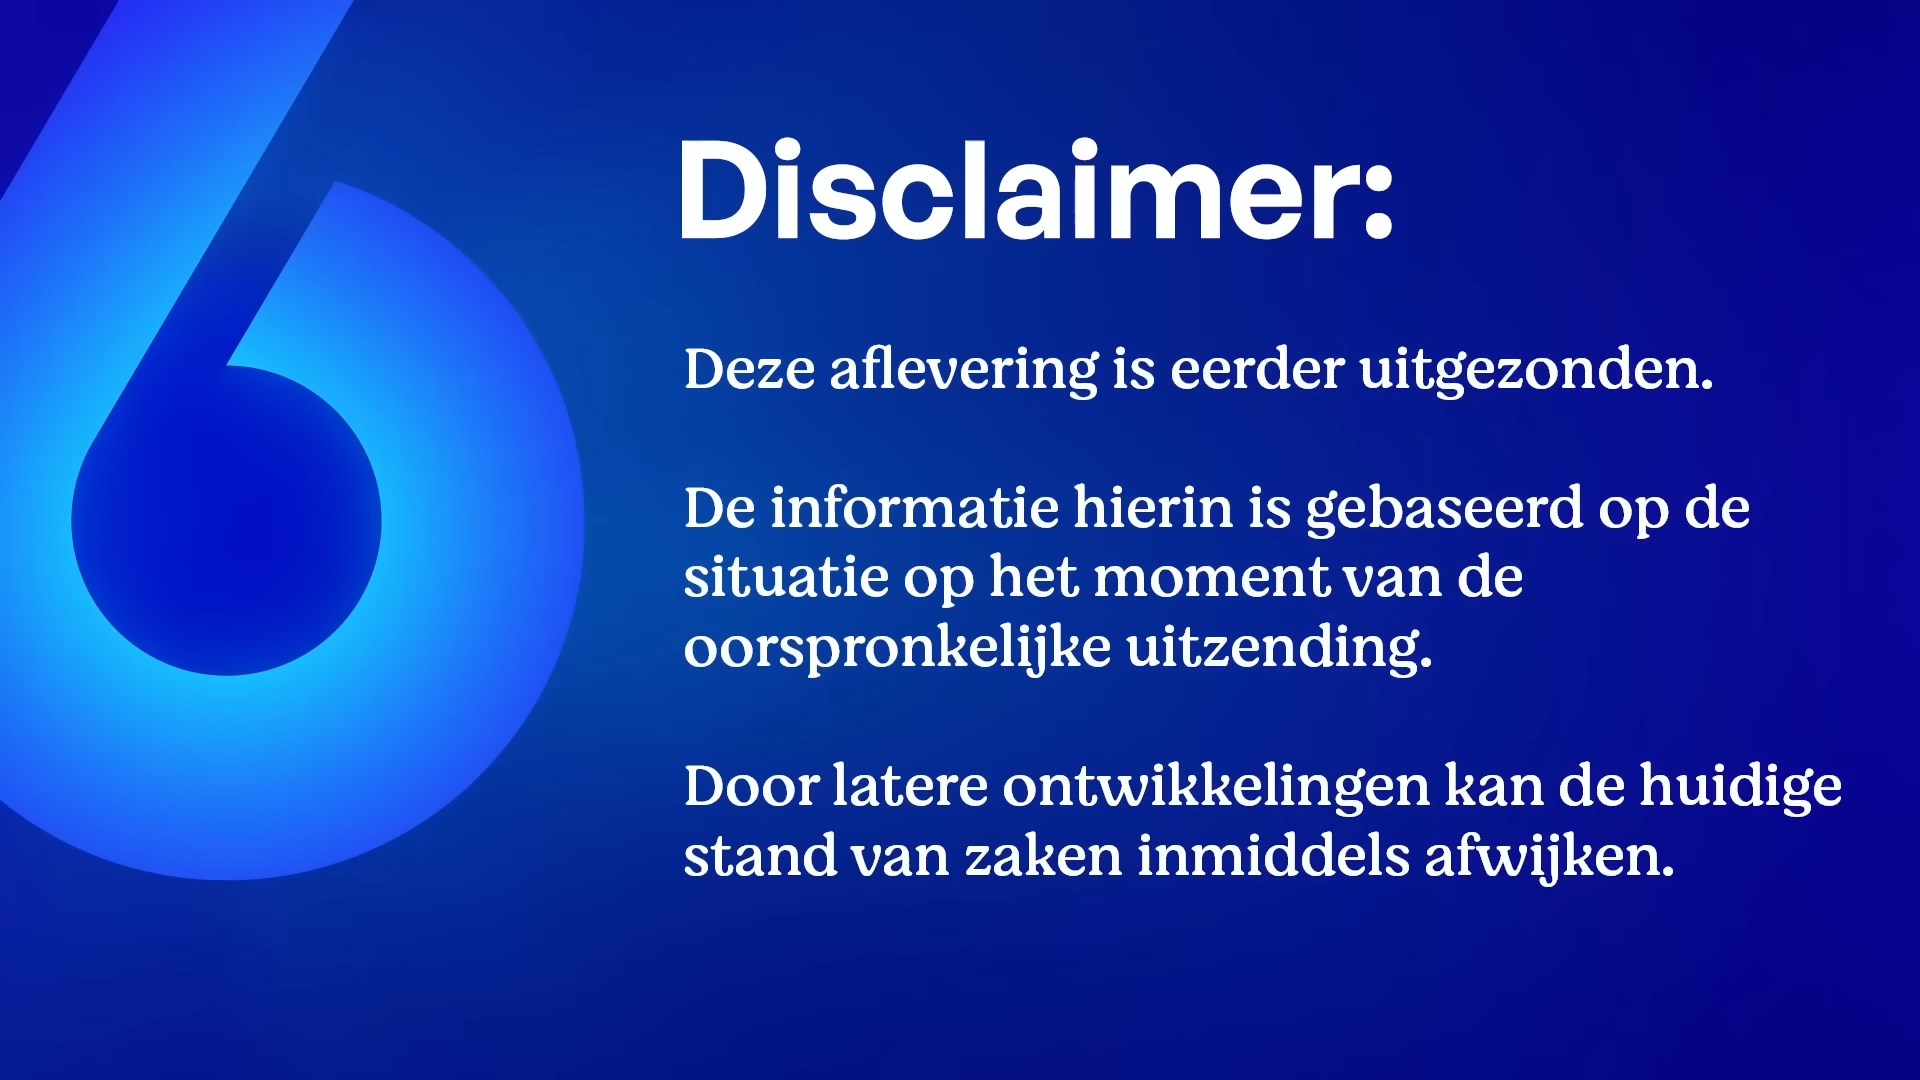 6
Disclaimer:
Deze aflevering is eerder uitgezonden.
De informatie hierin is gebaseerd op de
situatie op het moment van de
oorspronkelijke uitzending.
Door latere ontwikkelingen kan de huidige
stand van zaken inmiddels afwijken.